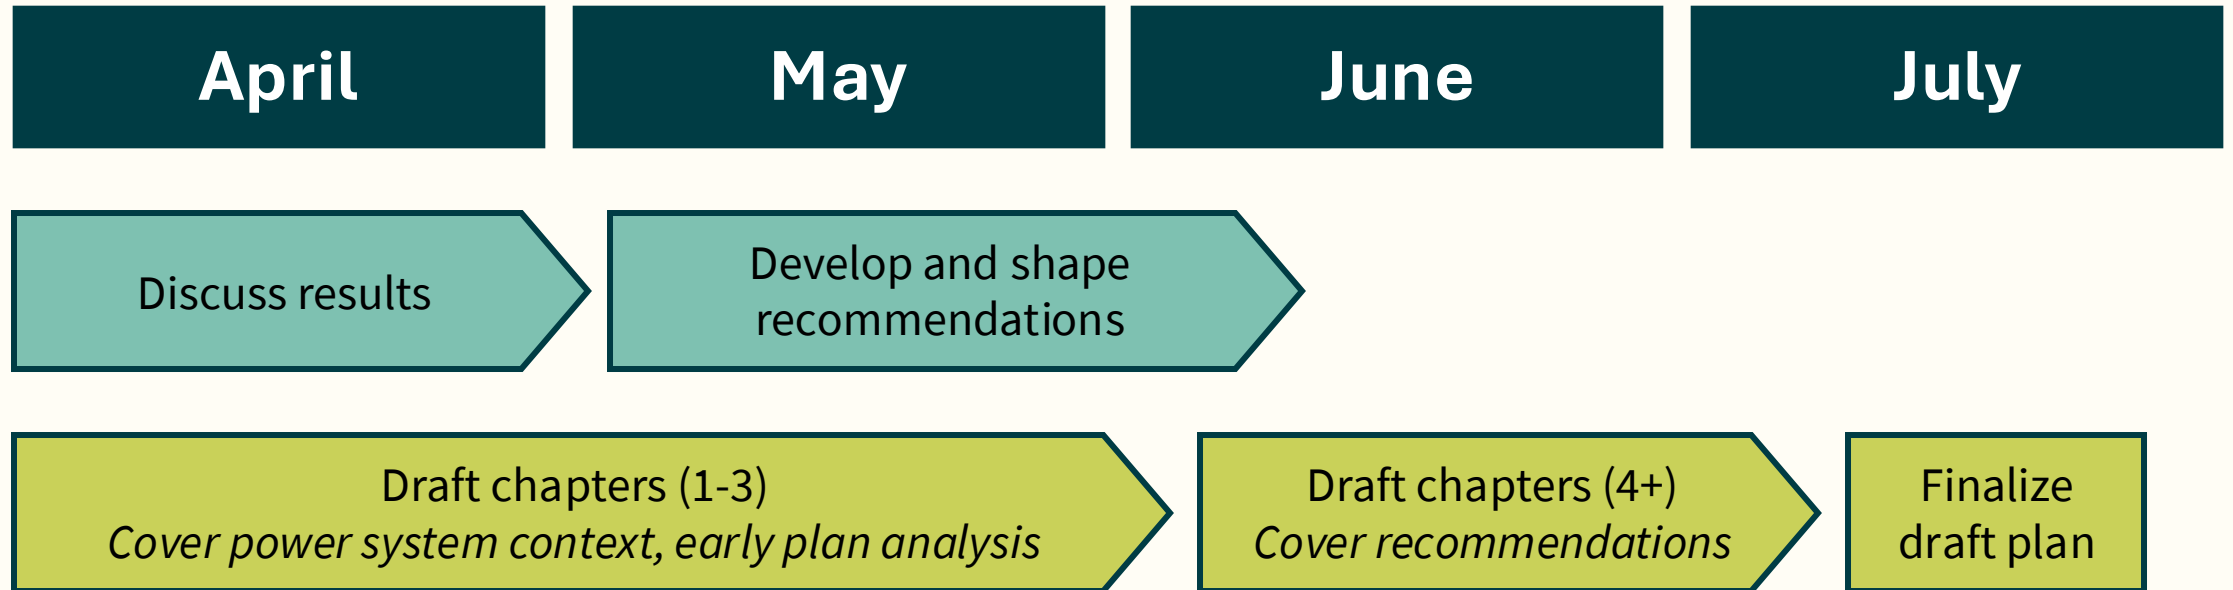 April
May
June
July
Discuss results
Develop and shape
recommendations
Draft chapters (1-3)
Cover power system context, early plan analysis
Draft chapters (4+)
Cover recommendations
Finalize
draft plan